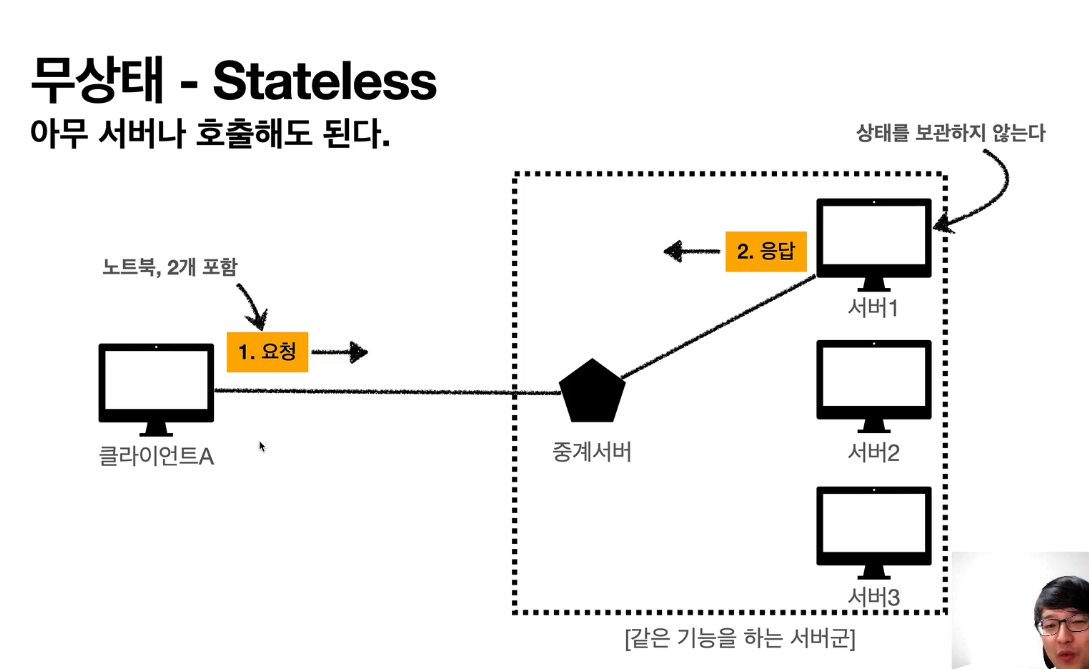 무상태 - Stateless
아무 서버나 호출해도 된다.
상태를 보관하지 않는다
2. 응답
노트북, 2개 포함
서버1
1. 요청
클라이언트A
중계서버
서버2
서버3
[같은 기능을 하는 서버군]